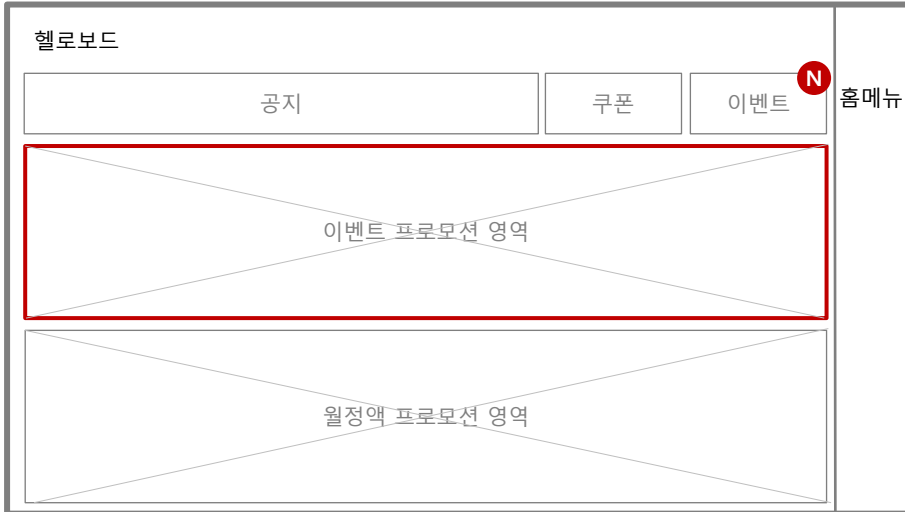 헬로보드
공지
쿠폰
이벤트
N
홈메뉴
이벤트 프로모션 영역
월정액 프로모션 영역